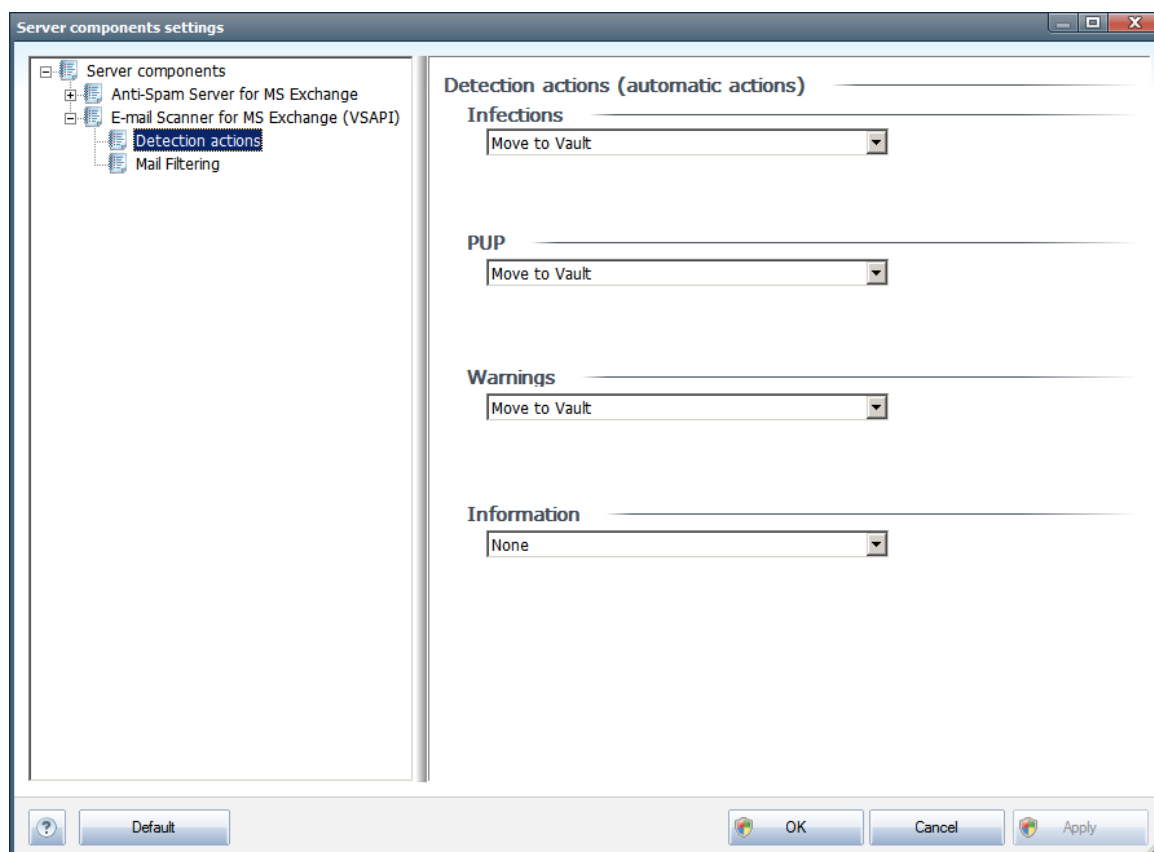 Server components settings
Server components
Anti-Spam Server for MS Exchange
E-mail Scanner for MS Exchange (VSAPI)
Detection actions
Mail Filtering
Detection actions (automatic actions)
Infections
Move to Vault
PUP
Move to Vault
Warnings
Move to Vault
Information
None
?
Default
OK
Cancel
Apply